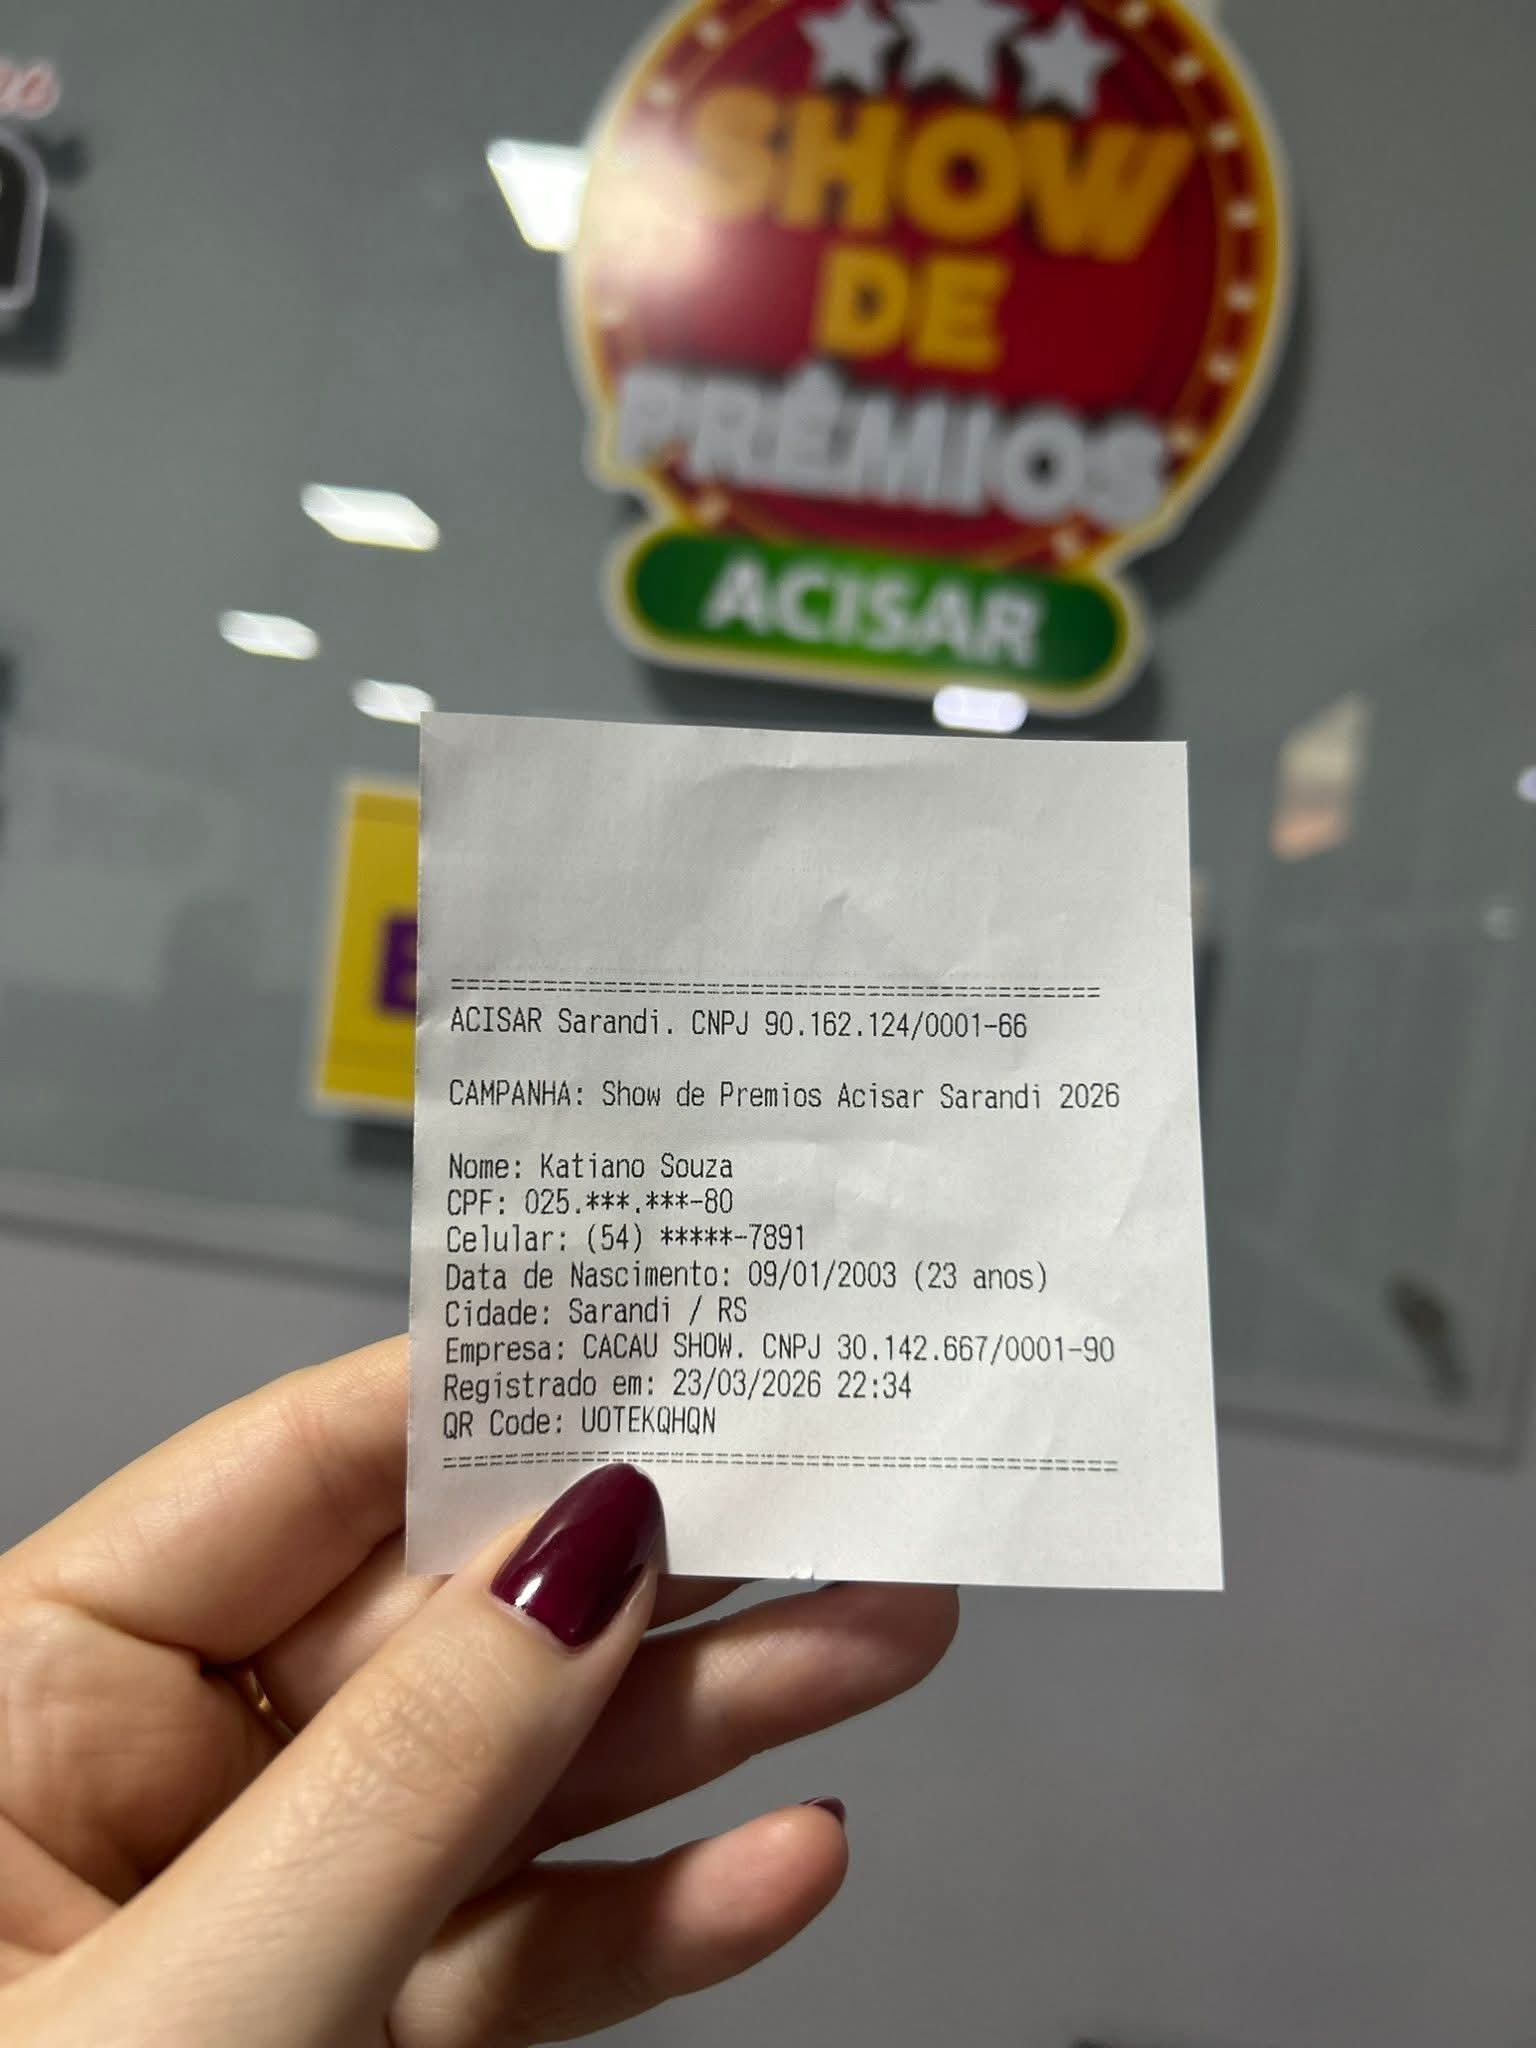 SHOW
DE
PRÊMIOS
ACISAR
==========================================
ACISAR Sarandi. CNPJ 90.162.124/0001-66
CAMPANHA: Show de Premios Acisar Sarandi 2026
Nome: Katiano Souza
CPF: 025.***.***-80
Celular: (54) *****-7891
Data de Nascimento: 09/01/2003 (23 anos)
Cidade: Sarandi / RS
Empresa: CACAU SHOW. CNPJ 30.142.667/0001-90
Registrado em: 23/03/2026 22:34
QR Code: UOTEKQHQN
==========================================